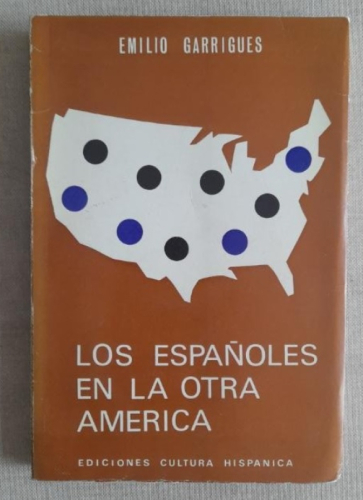 EMILIO GARRIGUES
LOS ESPAÑOLES
EN LA OTRA
AMERICA
EDICIONES CULTURA HISPANICA